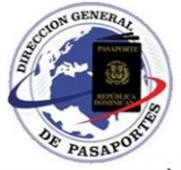 DIRECCION GENERAL
PASAPORTE
REPÚBLICA
DOMINICANA
DE PASAPORTES